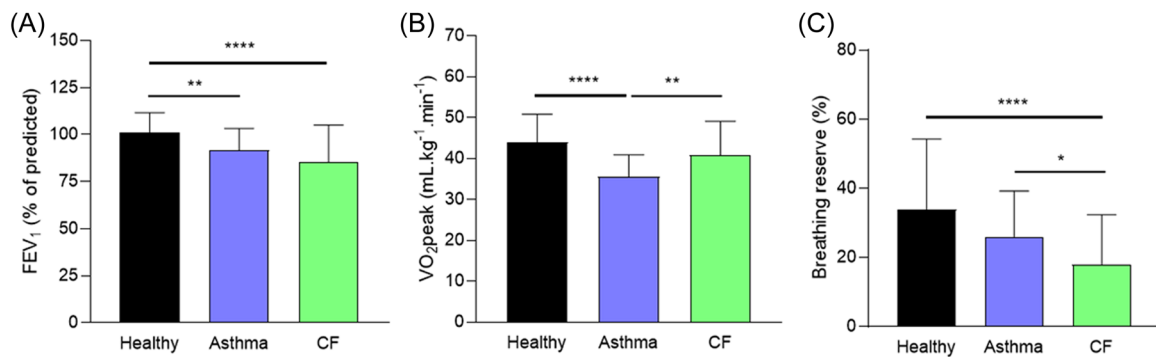 (A)
FEV₁ (% of predicted)
150
125
100
75
50
25
0
****
**
Healthy Asthma CF
(B)
VO₂peak (mL.kg⁻¹.min⁻¹)
70
60
50
40
30
20
10
0
**** **
Healthy Asthma CF
(C)
Breathing reserve (%)
80
60
40
20
0
****
*
Healthy Asthma CF